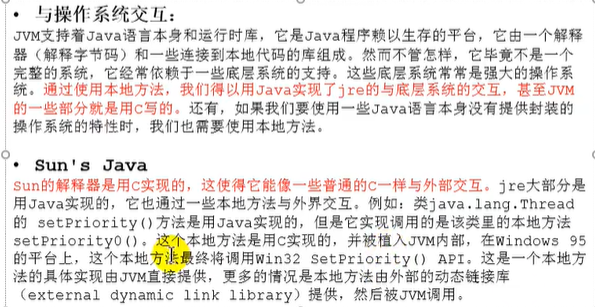 • 与操作系统交互：
JVM支持着Java语言本身和运行时库，它是Java程序赖以生存的平台，它由一个解释
器（解释字节码）和一些连接到本地代码的库组成。然而不管怎样，它毕竟不是一个
完整的系统，它经常依赖于一些底层系统的支持。这些底层系统常常是强大的操作系
统。通过使用本地方法，我们得以用Java实现了jre的与底层系统的交互，甚至JVM
的一些部分就是用C写的。还有，如果我们要使用一些Java语言本身没有提供封装的
操作系统的特性时，我们也需要使用本地方法。
• Sun's Java
Sun的解释器是用C实现的，这使得它能像一些普通的C一样与外部交互。jre大部分是
用Java实现的，它也通过一些本地方法与外界交互。例如：类java.lang.Thread
的 setPriority()方法是用Java实现的，但是它实现调用的是该类里的本地方法
setPriority0()。这个本地方法是用C实现的，并被植入JVM内部，在Windows 95
的平台上，这个本地方法最终将调用Win32 SetPriority() API。这是一个本地方
法的具体实现由JVM直接提供，更多的情况是本地方法由外部的动态链接库
（external dynamic link library）提供，然后被JVM调用。